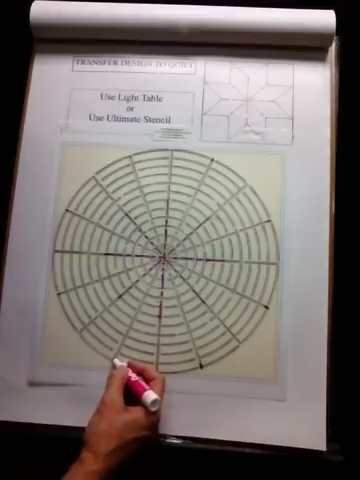 TRANSFER DESIGN TO QUILT
Use Light Table
or
Use Ultimate Stencil